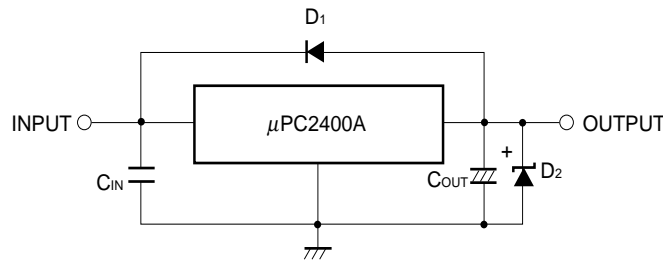 D1
INPUT
μPC2400A
OUTPUT
CIN
COUT
+
D2